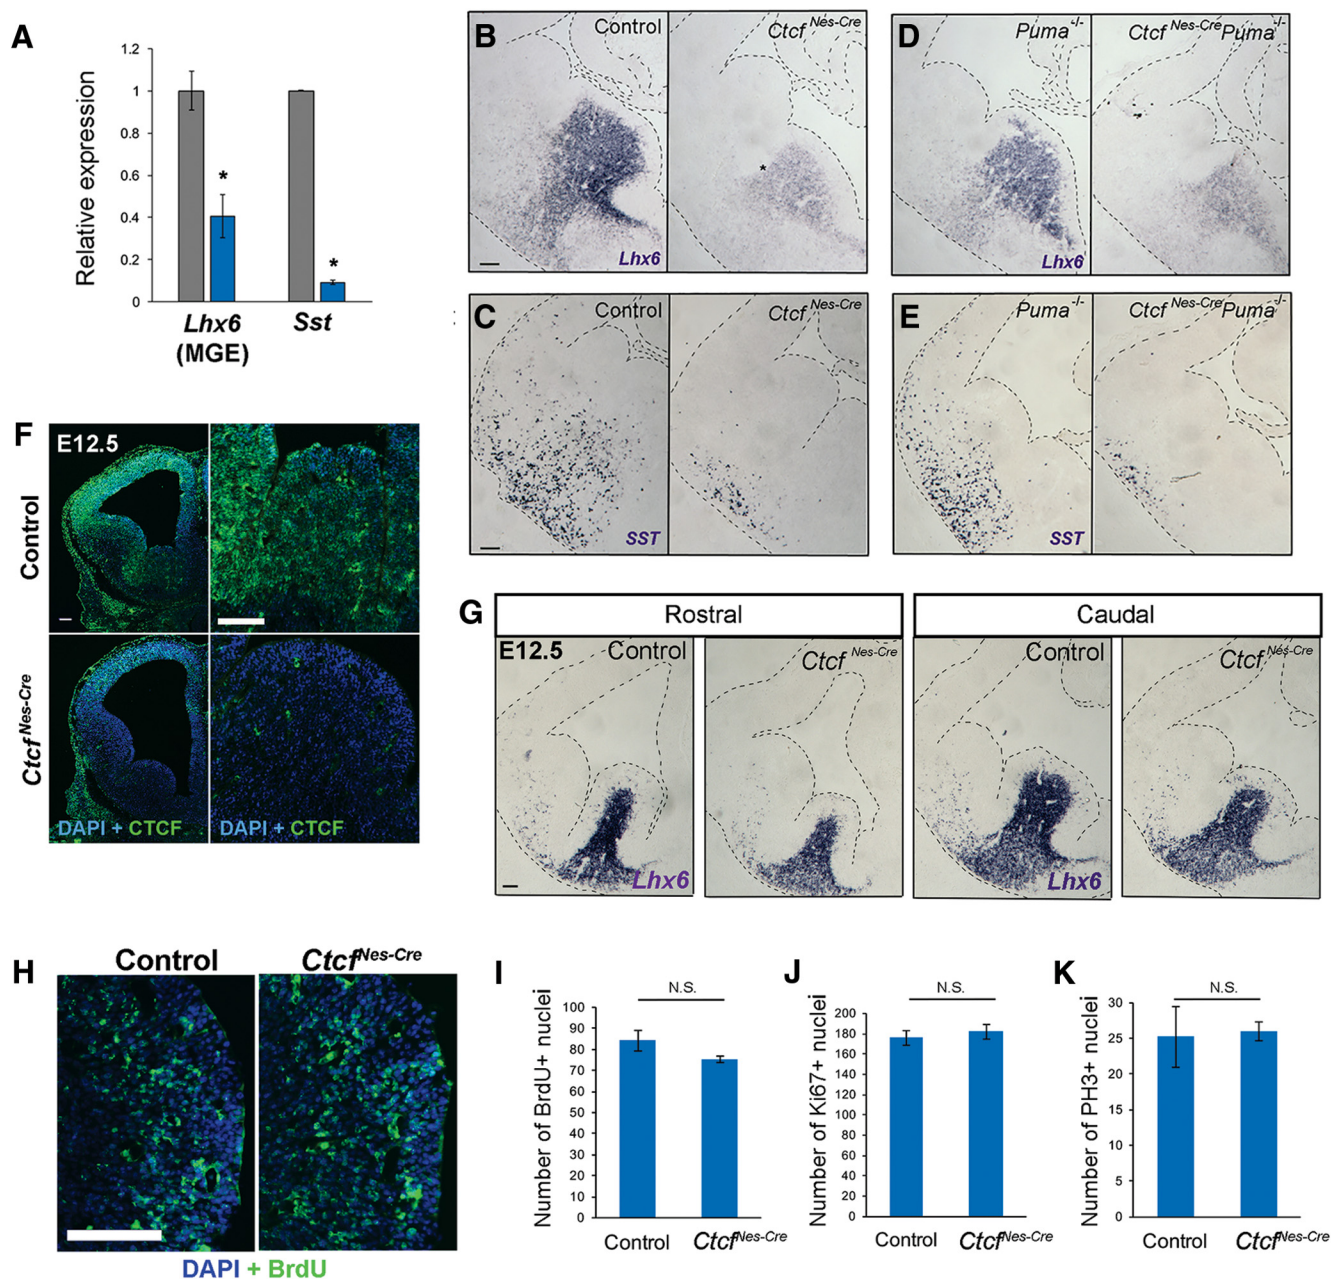 A
1.2
1
0.8
0.6
0.4
0.2
0
Relative expression
*
*
Lhx6
(MGE)
Sst
B
Control
Ctcf Nes-Cre
*
Lhx6
D
Puma-/-
Ctcf Nes-Cre Puma-/-
Lhx6
C
Control
Ctcf Nes-Cre
SST
E
Puma-/-
Ctcf Nes-Cre Puma-/-
SST
F
E12.5
Control
Ctcf Nes-Cre
DAPI + CTCF
DAPI + CTCF
G
Rostral
Caudal
E12.5
Control
Ctcf Nes-Cre
Control
Ctcf Nes-Cre
Lhx6
Lhx6
H
Control
Ctcf Nes-Cre
DAPI + BrdU
I
N.S.
Number of BrdU+ nuclei
100
90
80
70
60
50
40
30
20
10
0
Control
Ctcf Nes-Cre
J
N.S.
Number of Ki67+ nuclei
200
180
160
140
120
100
80
60
40
20
0
Control
Ctcf Nes-Cre
K
N.S.
Number of PH3+ nuclei
30
25
20
15
10
5
0
Control
Ctcf Nes-Cre